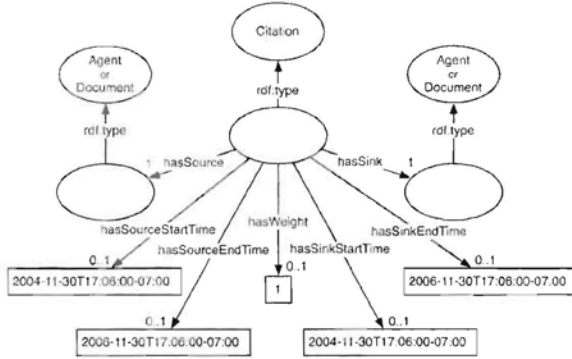 Citation
Agent
or
Document
Agent
or
Document
rdf:type
rdf:type
rdf:type
1
hasSource
hasSink
1
hasSourceStartTime
hasWeight
hasSinkEndTime
hasSourceEndTime
hasSinkStartTime
0..1
0..1
0..1
2004-11-30T17:06:00-07:00
1
2006-11-30T17:06:00-07:00
0..1
0..1
2006-11-30T17:06:00-07:00
2004-11-30T17:06:00-07:00